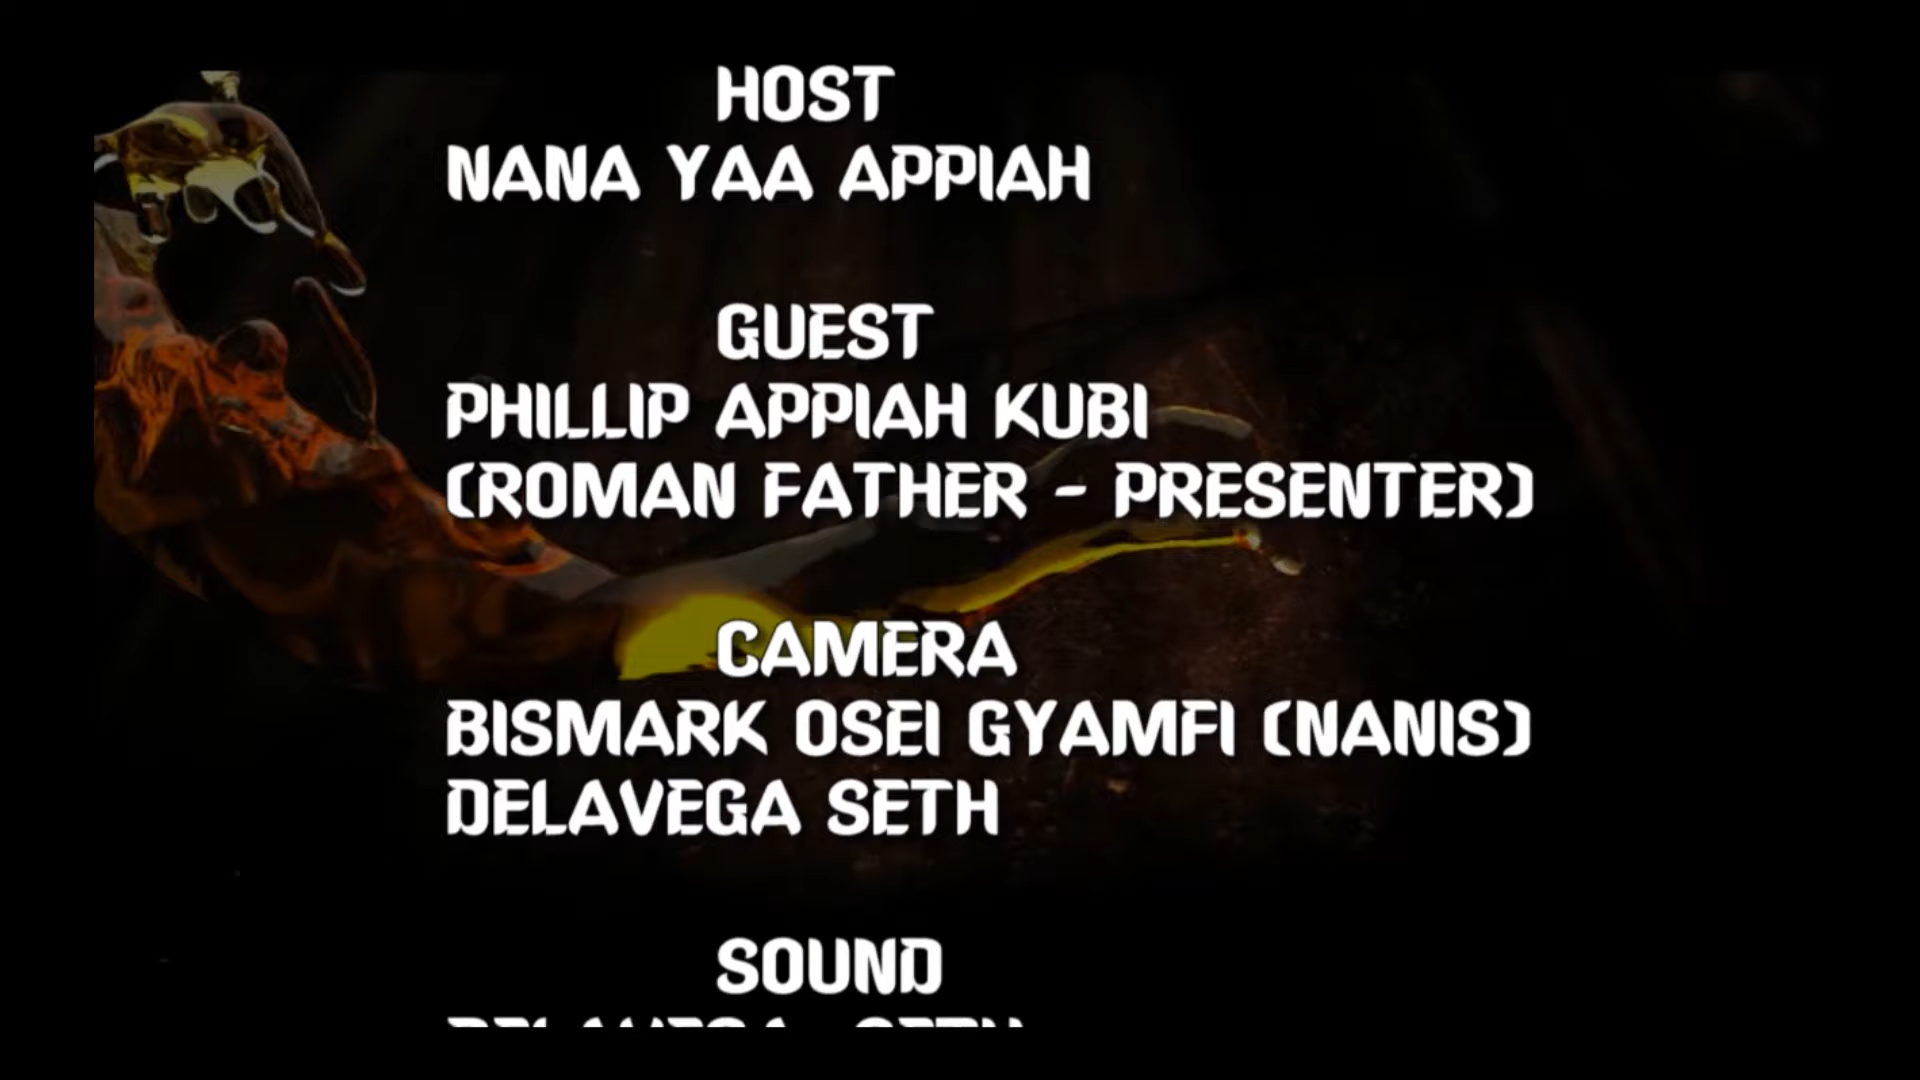 HOST
NANA YAA APPIAH
GUEST
PHILLIP APPIAH KUBI
(ROMAN FATHER - PRESENTER)
CAMERA
BISMARK OSEI GYAMFI (NANIS)
DELAVEGA SETH
SOUND